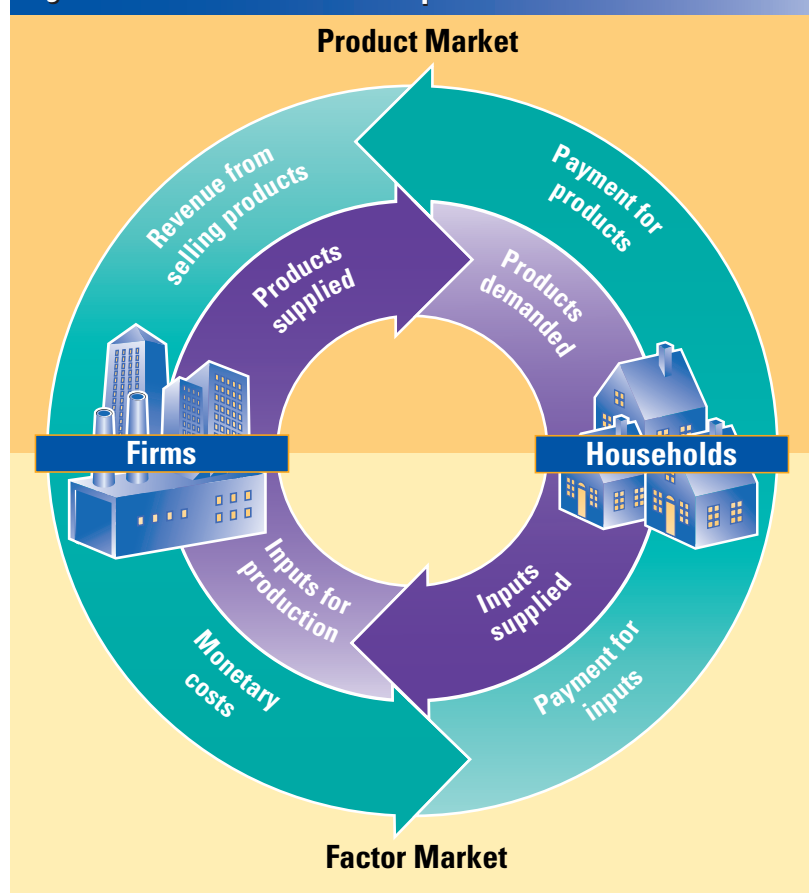 Product Market
Revenue from
selling products
Payment for
products
Products
supplied
Products
demanded
Firms
Households
Inputs for
production
Inputs
supplied
Monetary
costs
Payment for
inputs
Factor Market